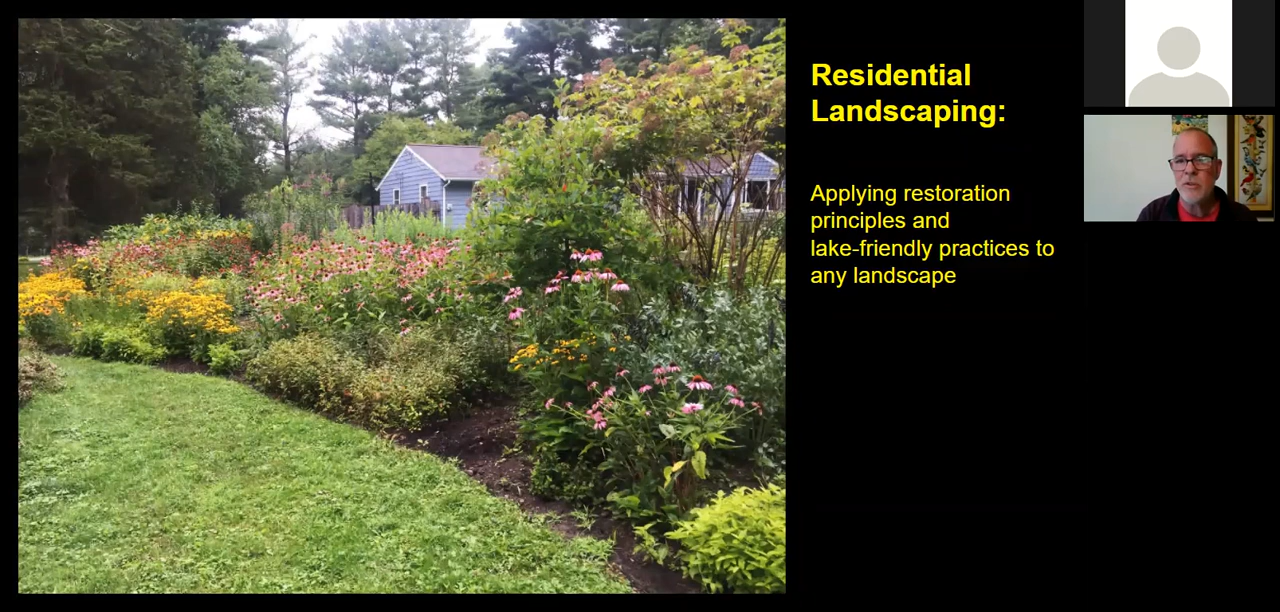 Residential
Landscaping:
Applying restoration
principles and
lake-friendly practices to
any landscape